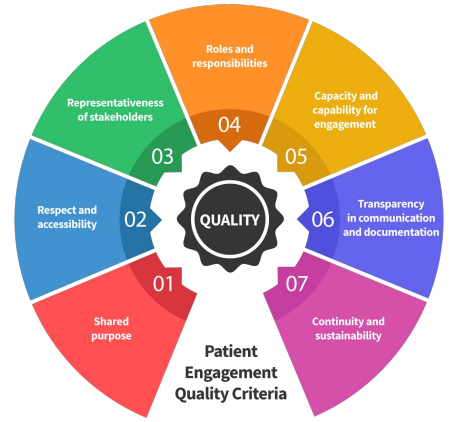 01
Shared
purpose
02
Respect and
accessibility
03
Representativeness
of stakeholders
04
Roles and
responsibilities
05
Capacity and
capability for
engagement
06
Transparency
in communication
and documentation
07
Continuity and
sustainability
QUALITY
Patient
Engagement
Quality Criteria